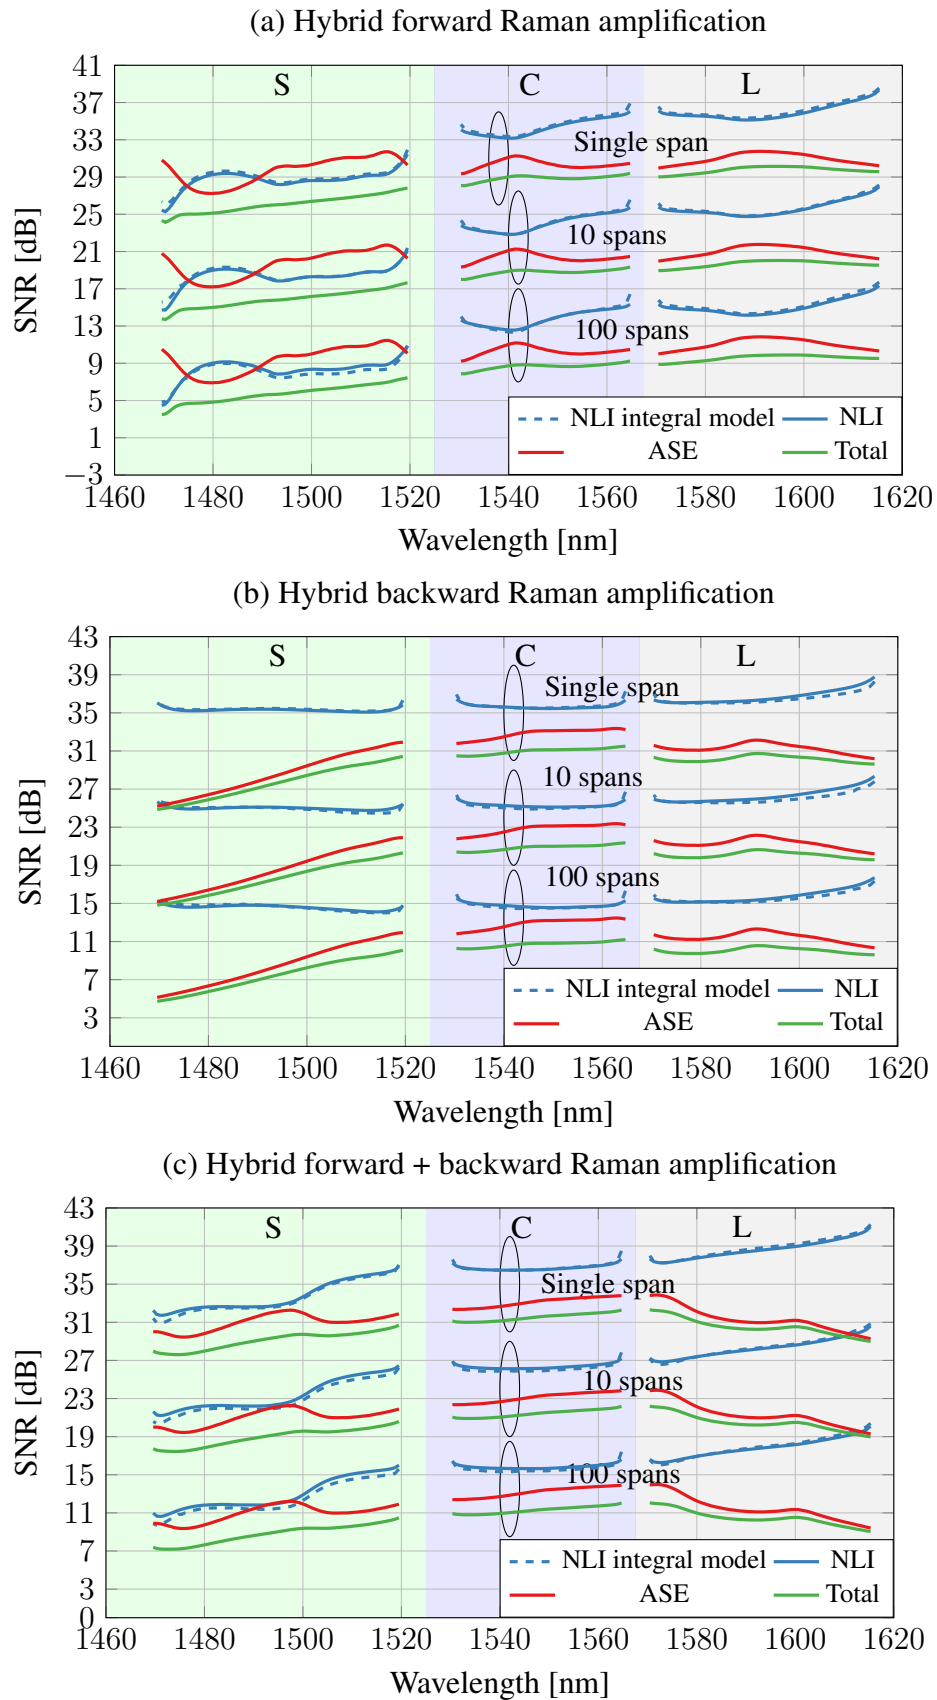 (a) Hybrid forward Raman amplification
41
37
33
29
25
21
17
13
9
5
1
−3
SNR [dB]
S
C
L
Single span
10 spans
100 spans
NLI integral model
NLI
ASE
Total
1460
1480
1500
1520
1540
1560
1580
1600
1620
Wavelength [nm]
(b) Hybrid backward Raman amplification
43
39
35
31
27
23
19
15
11
7
3
SNR [dB]
S
C
L
Single span
10 spans
100 spans
NLI integral model
NLI
ASE
Total
1460
1480
1500
1520
1540
1560
1580
1600
1620
Wavelength [nm]
(c) Hybrid forward + backward Raman amplification
43
39
35
31
27
23
19
15
11
7
3
0
SNR [dB]
S
C
L
Single span
10 spans
100 spans
NLI integral model
NLI
ASE
Total
1460
1480
1500
1520
1540
1560
1580
1600
1620
Wavelength [nm]